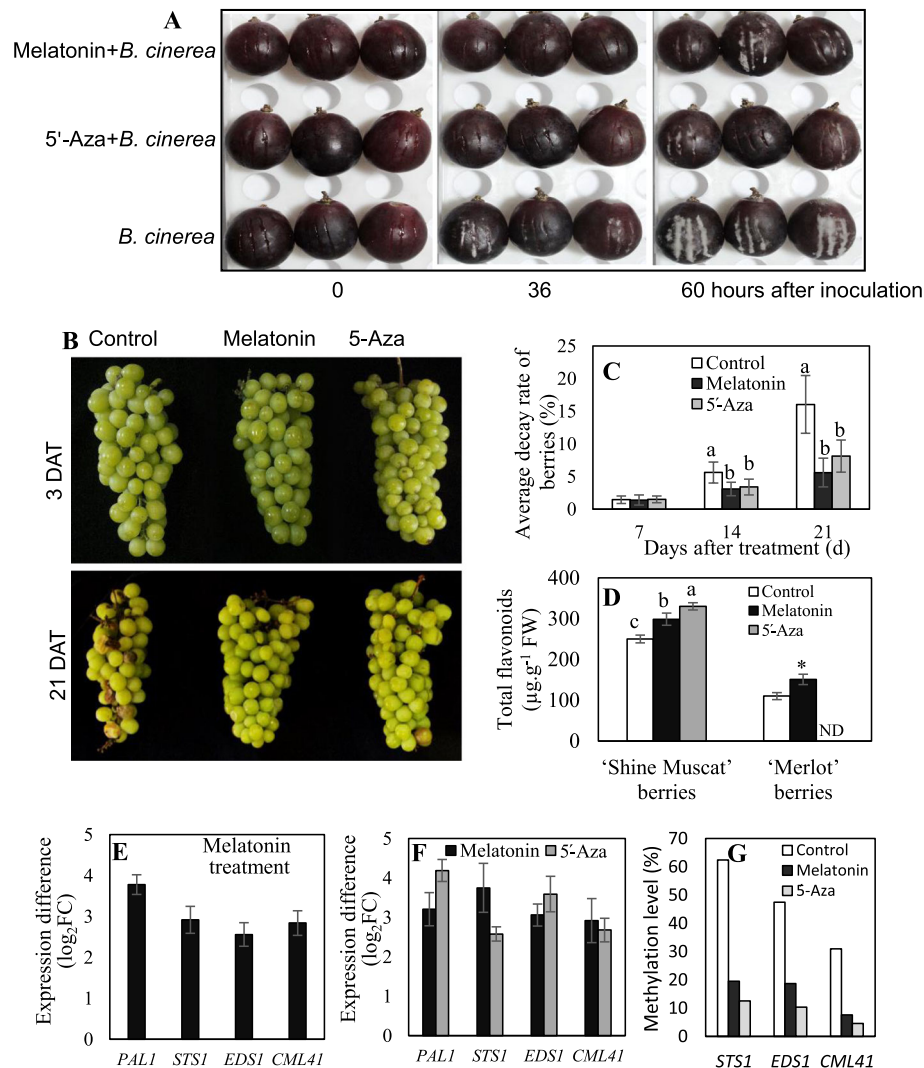 A
Melatonin+B. cinerea
5'-Aza+B. cinerea
B. cinerea
0 36 60 hours after inoculation
B Control Melatonin 5-Aza
3 DAT
21 DAT
C
Control
Melatonin
5'-Aza
Average decay rate of
berries (%)
25
20
15
10
5
0
a
b b
a
b b
7 14 21
Days after treatment (d)
D
Control
Melatonin
5'-Aza
Total flavonoids
(µg.g-1 FW)
400
300
200
100
0
c b a
*
ND
'Shine Muscat'
berries
'Merlot'
berries
E Melatonin
treatment
Expression difference
(log2FC)
5
4
3
2
1
0
PAL1 STS1 EDS1 CML41
F Melatonin 5'-Aza
Expression difference
(log2FC)
5
4
3
2
1
0
PAL1 STS1 EDS1 CML41
G
Control
Melatonin
5-Aza
Methylation level (%)
70
60
50
40
30
20
10
0
STS1 EDS1 CML41